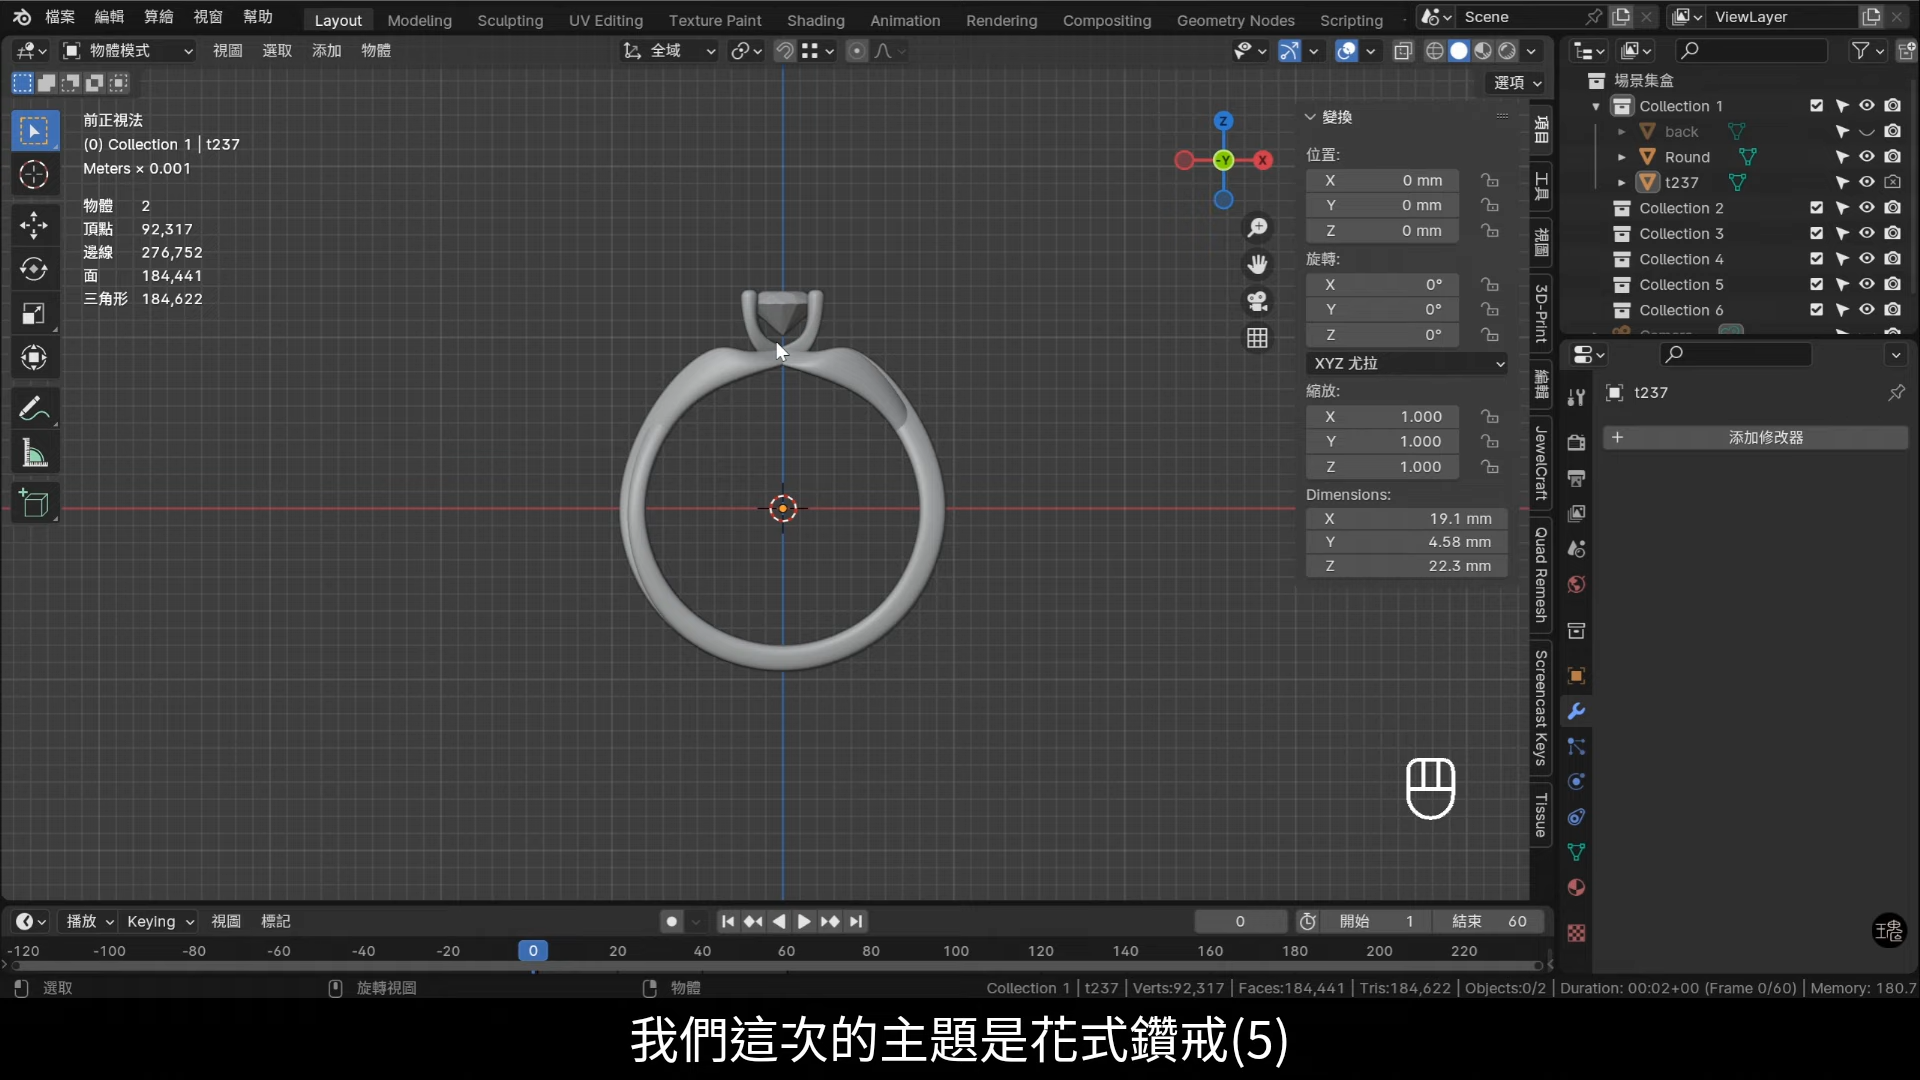 檔案 編輯 算繪 視窗 幫助 Layout Modeling Sculpting UV Editing Texture Paint Shading Animation Rendering Compositing Geometry Nodes Scripting Scene ViewLayer
物體模式 視圖 選取 添加 物體 全域
選項
前正視法
(0) Collection 1 | t237
Meters × 0.001
物體 2
頂點 92,317
邊線 276,752
面 184,441
三角形 184,622
Z
-Y
X
變換
位置:
X 0 mm
Y 0 mm
Z 0 mm
旋轉:
X 0°
Y 0°
Z 0°
XYZ 尤拉
縮放:
X 1.000
Y 1.000
Z 1.000
Dimensions:
X 19.1 mm
Y 4.58 mm
Z 22.3 mm
項目
工具
視圖
3D-Print
編輯
JewelCraft
Quad Remesh
Screencast Keys
Tissue
場景集盒
Collection 1
back
Round
t237
Collection 2
Collection 3
Collection 4
Collection 5
Collection 6
t237
添加修改器
播放 Keying 視圖 標記 0 開始 1 結束 60
-120 -100 -80 -60 -40 -20 0 20 40 60 80 100 120 140 160 180 200 220
選取 旋轉視圖 物體 Collection 1 | t237 | Verts:92,317 | Faces:184,441 | Tris:184,622 | Objects:0/2 | Duration: 00:02+00 (Frame 0/60) | Memory: 180.7
我們這次的主題是花式鑽戒(5)